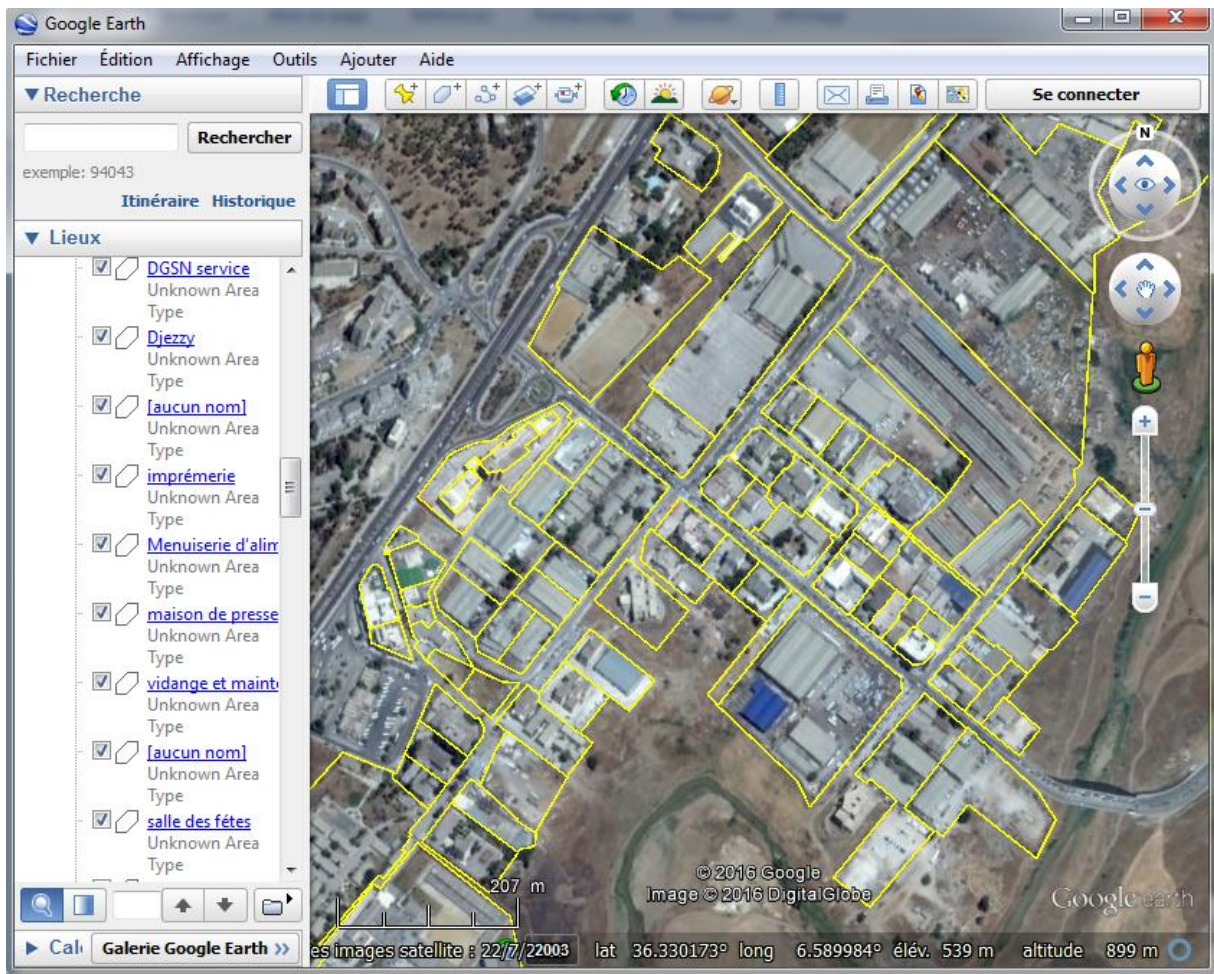 Google Earth
Fichier Édition Affichage Outils Ajouter Aide
Recherche
Se connecter
Rechercher
exemple: 94043
Itinéraire Historique
N
Lieux
DGSN service
Unknown Area
Type
Djezzy
Unknown Area
Type
[aucun nom]
Unknown Area
Type
imprémerie
Unknown Area
Type
Menuiserie d'alim
Unknown Area
Type
maison de presse
Unknown Area
Type
vidange et mainte
Unknown Area
Type
[aucun nom]
Unknown Area
Type
salle des fétes
Unknown Area
Type
207 m
© 2016 Google
Image © 2016 DigitalGlobe
Google earth
Galerie Google Earth >>
es images satellite : 22/7/2003 lat 36.330173° long 6.589984° élév. 539 m altitude 899 m